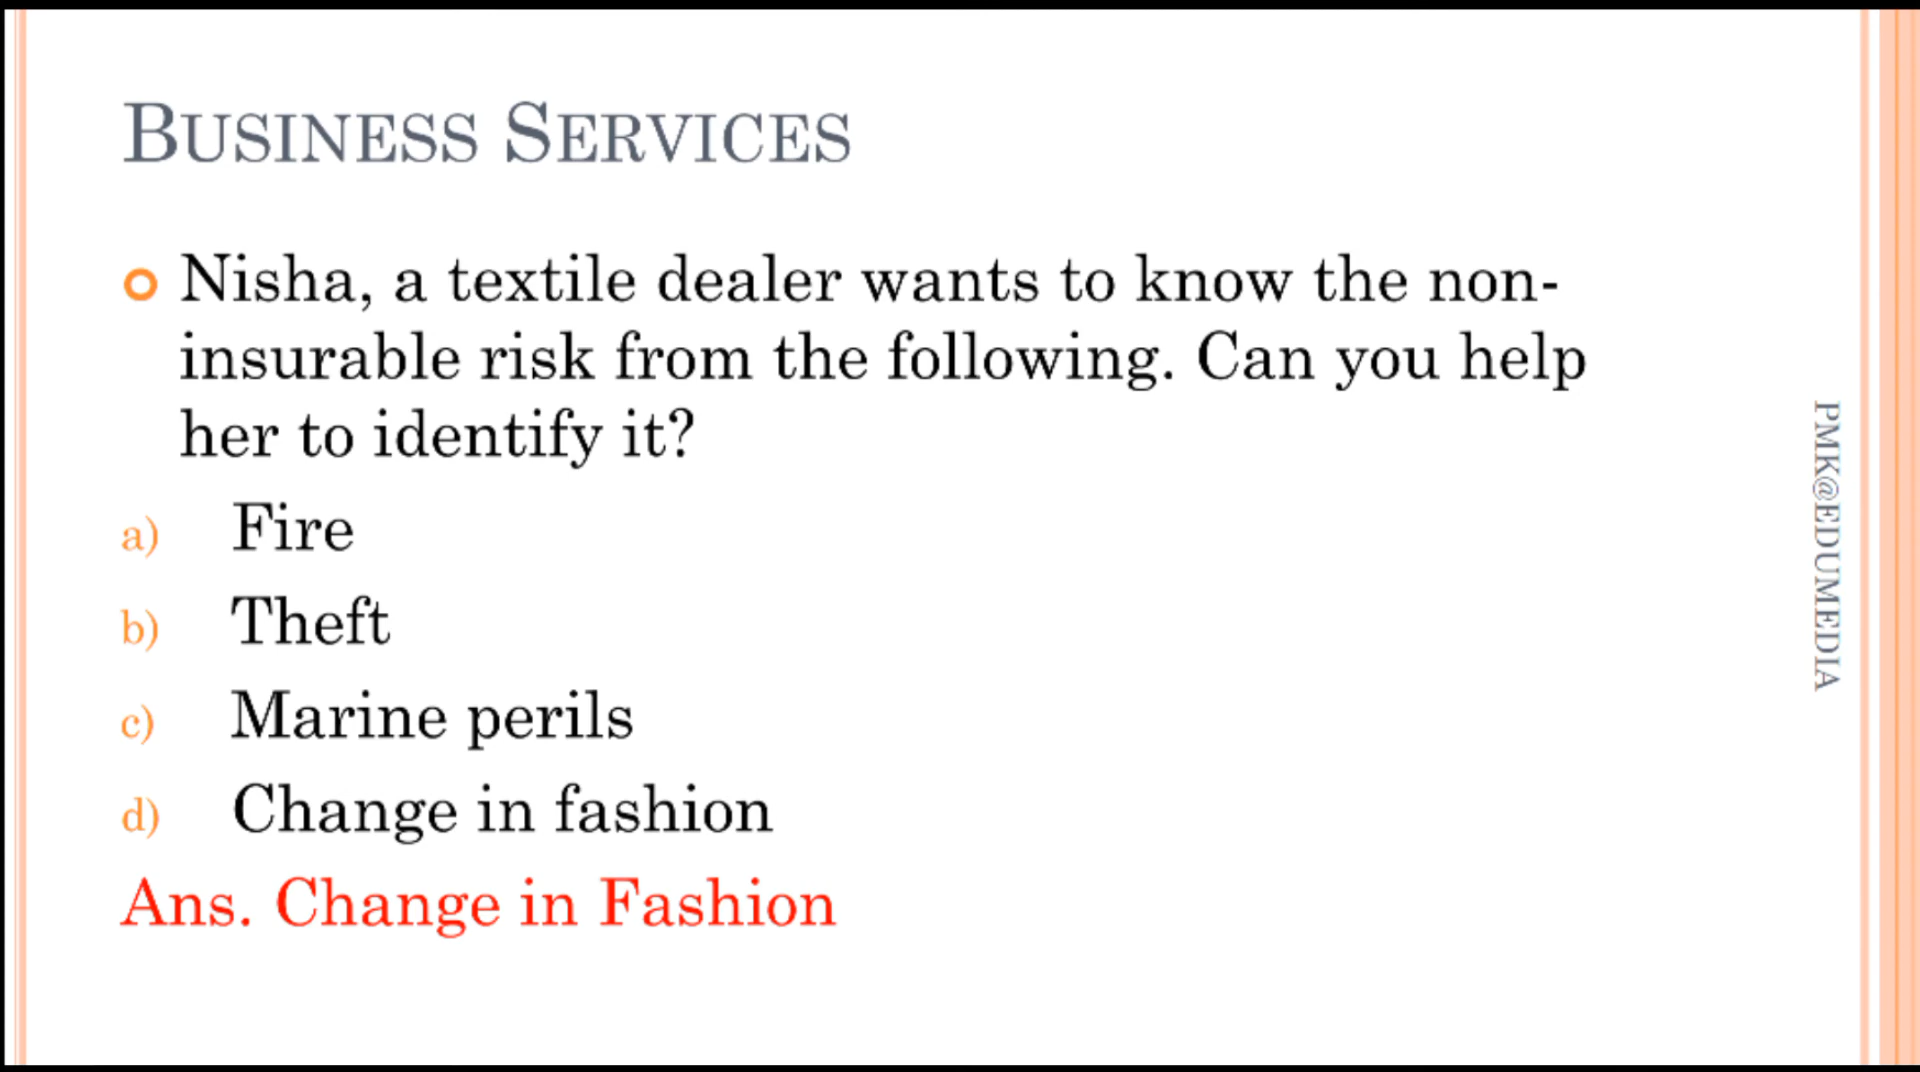 BUSINESS SERVICES
Nisha, a textile dealer wants to know the non-
insurable risk from the following. Can you help
her to identify it?
a) Fire
b) Theft
c) Marine perils
d) Change in fashion
Ans. Change in Fashion
PMK@EDUMEDIA